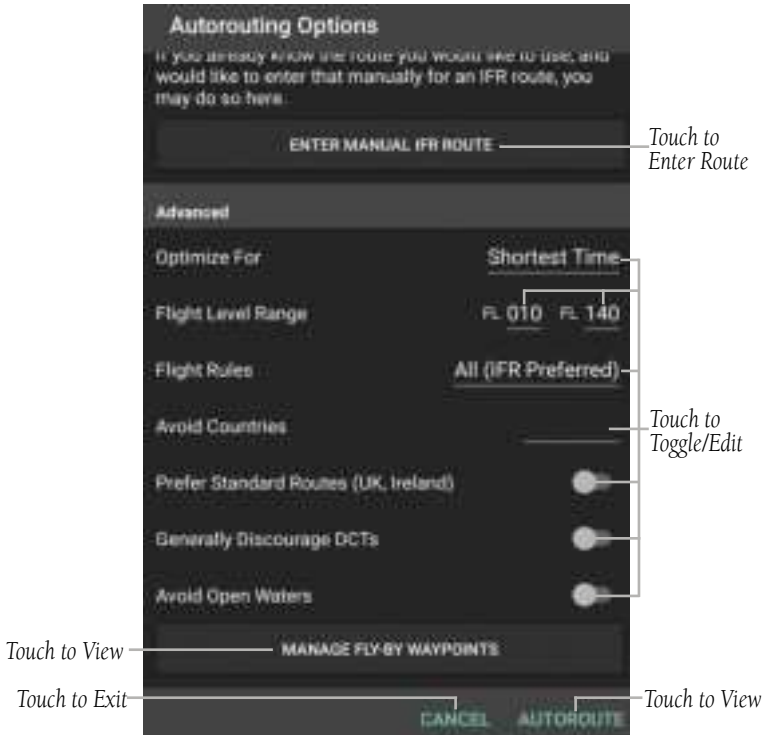 Autorouting Options
If you already know the route you would like to use, and
would like to enter that manually for an IFR route, you
may do so here.
ENTER MANUAL IFR ROUTE
Touch to
Enter Route
Advanced
Optimize For
Shortest Time
Flight Level Range
FL 010 FL 140
Flight Rules
All (IFR Preferred)
Avoid Countries
Touch to
Toggle/Edit
Prefer Standard Routes (UK, Ireland)
Generally Discourage DCTs
Avoid Open Waters
Touch to View
MANAGE FLY-BY WAYPOINTS
Touch to Exit
CANCEL
AUTOROUTE
Touch to View